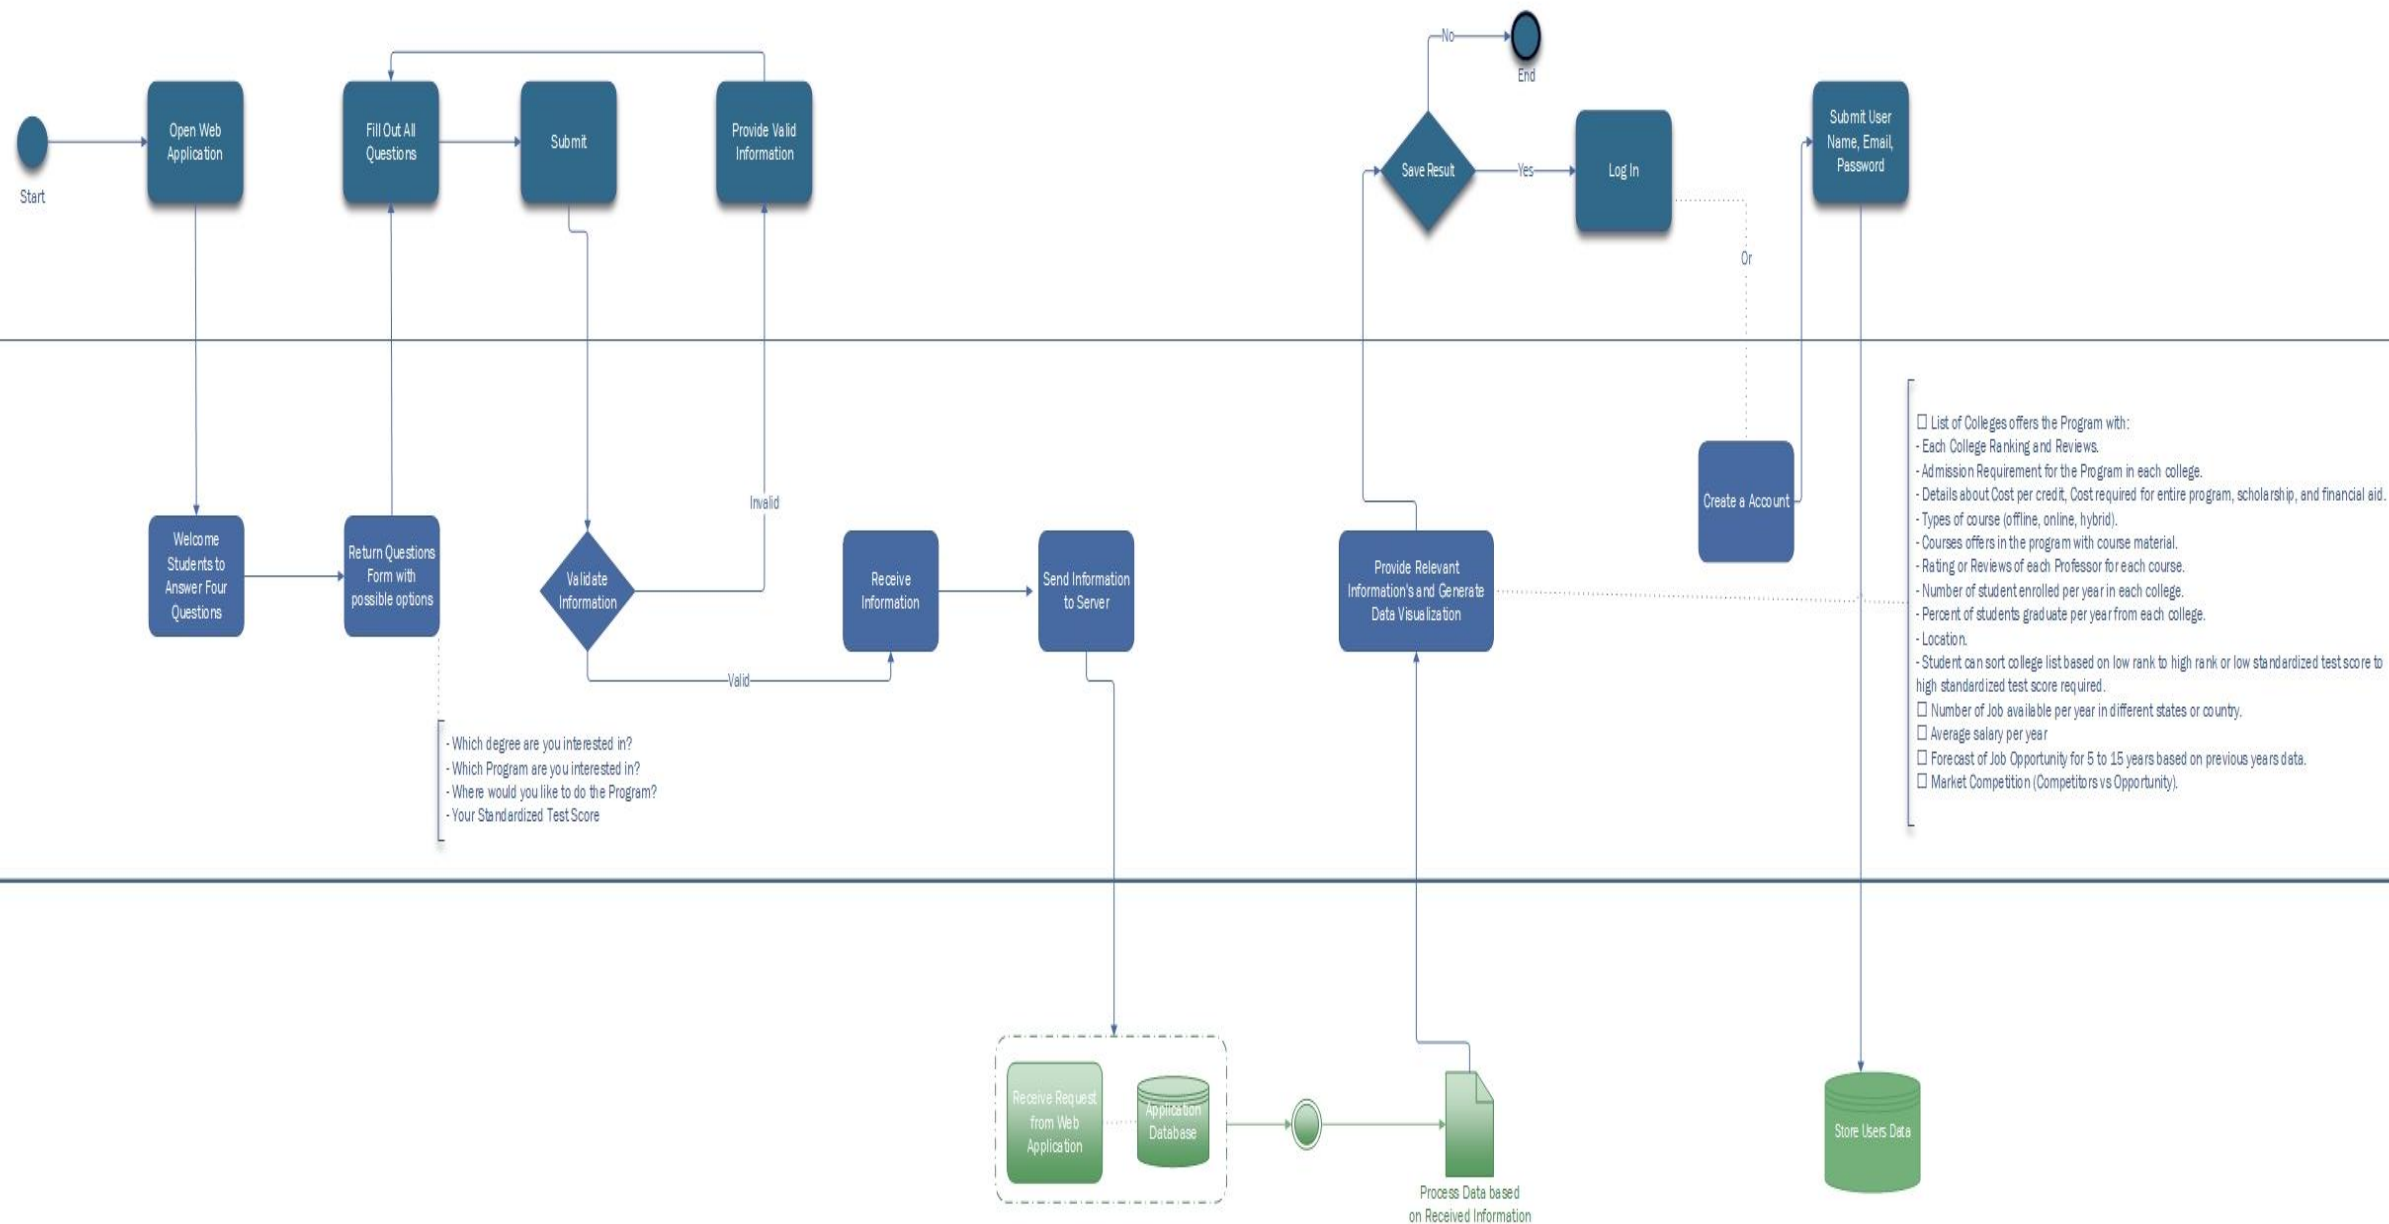 No
End
Open Web
Application
Fill Out All
Questions
Submit
Provide Valid
Information
Save Result
Yes
Log In
Submit User
Name, Email,
Password
Start
Or
Welcome
Students to
Answer Four
Questions
Return Questions
Form with
possible options
Validate
Information
Invalid
Valid
Receive
Information
Send Information
to Server
Provide Relevant
Information's and Generate
Data Visualization
Create a Account
- Which degree are you interested in?
- Which Program are you interested in?
- Where would you like to do the Program?
- Your Standardized Test Score
List of Colleges offers the Program with:
- Each College Ranking and Reviews.
- Admission Requirement for the Program in each college.
- Details about Cost per credit, Cost required for entire program, scholarship, and financial aid.
- Types of course (offline, online, hybrid).
- Courses offers in the program with course material.
- Rating or Reviews of each Professor for each course.
- Number of student enrolled per year in each college.
- Percent of students graduate per year from each college.
- Location.
- Student can sort college list based on low rank to high rank or low standardized test score to
high standardized test score required.
Number of Job available per year in different states or country.
Average salary per year
Forecast of Job Opportunity for 5 to 15 years based on previous years data.
Market Competition (Competitors vs Opportunity).
Receive Request
from Web
Application
Application
Database
Process Data based
on Received Information
Store Users Data